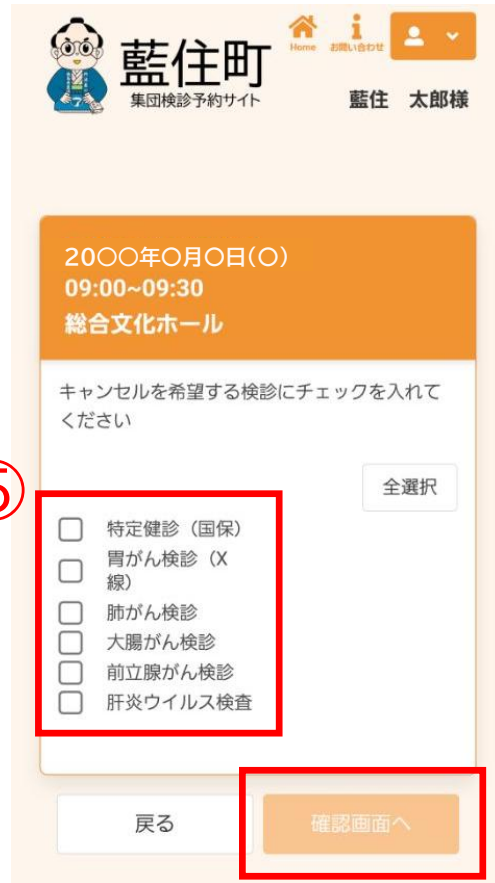 藍住町
集団検診予約サイト
Home
お問い合わせ
藍住 太郎様
20〇〇年〇月〇日(〇)
09:00~09:30
総合文化ホール
キャンセルを希望する検診にチェックを入れて
ください
全選択
⑤
特定健診（国保）
胃がん検診（X
線）
肺がん検診
大腸がん検診
前立腺がん検診
肝炎ウイルス検査
戻る
確認画面へ